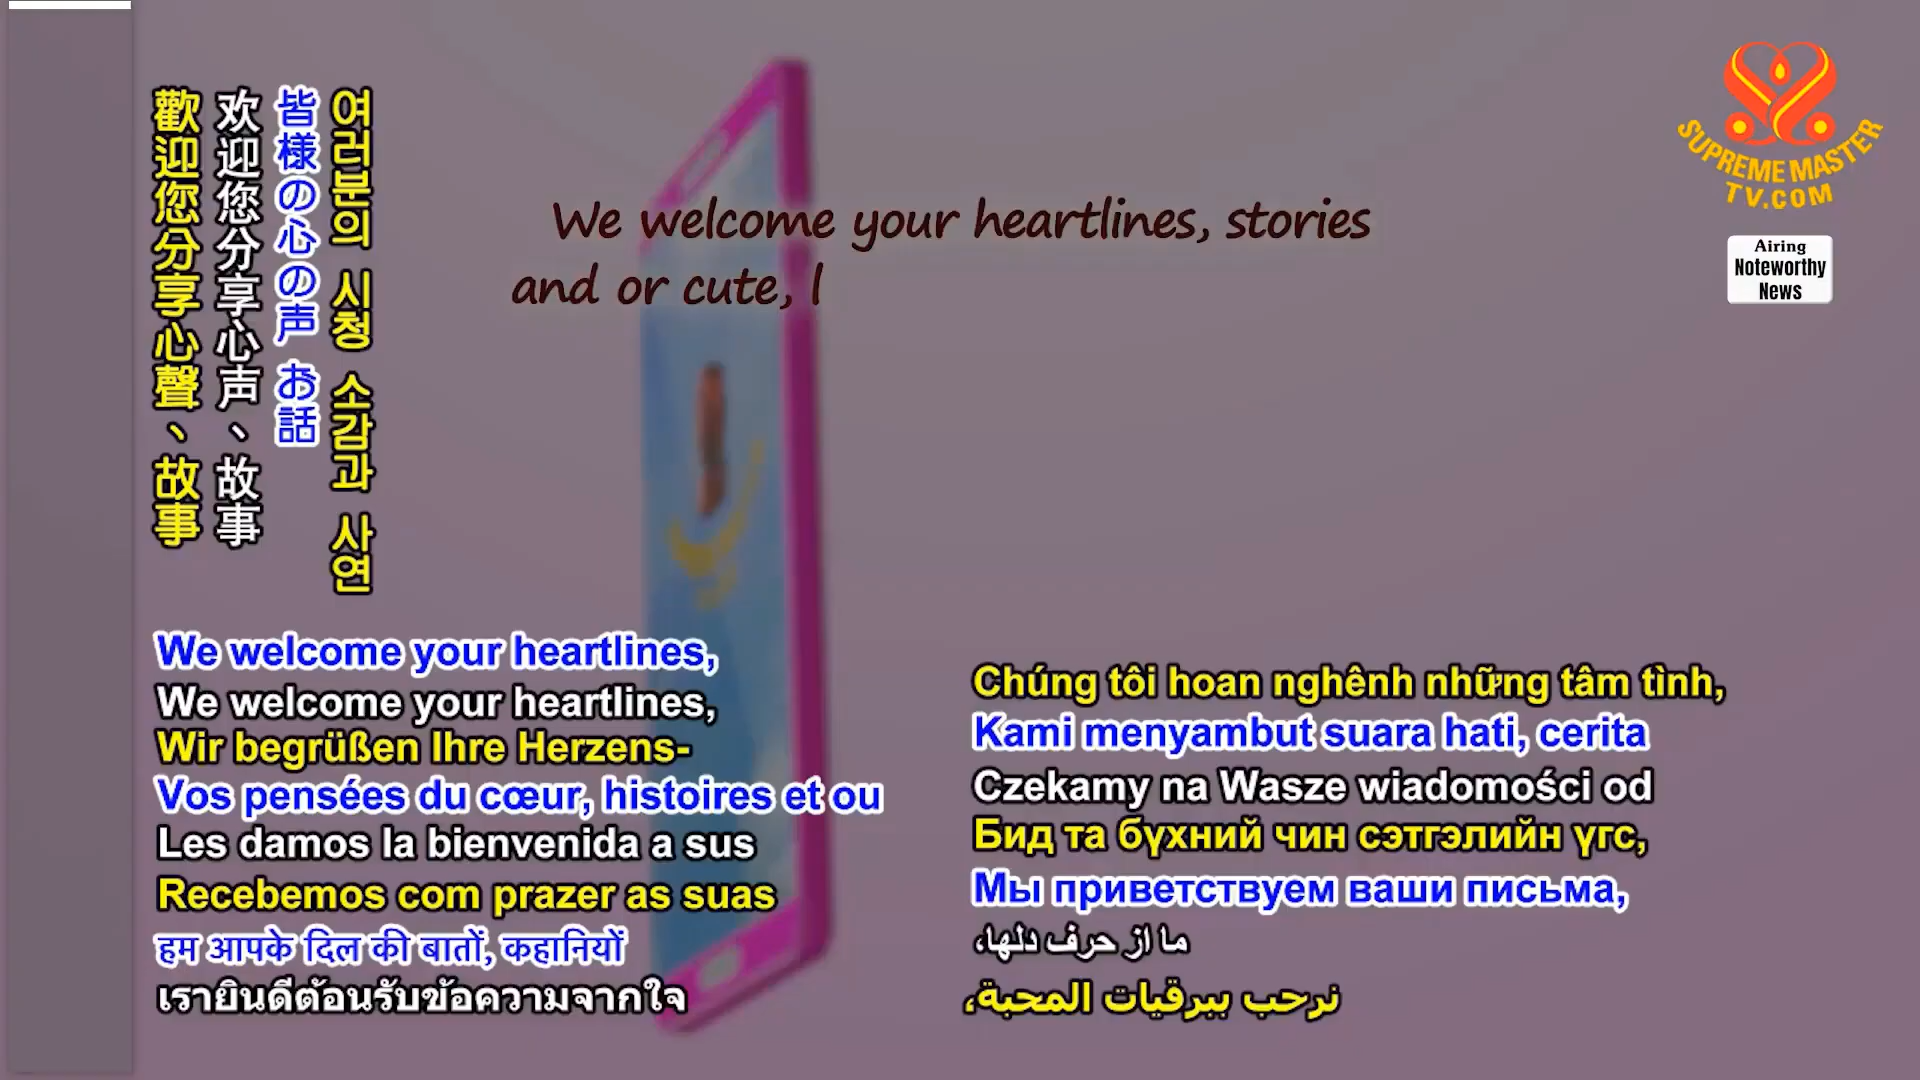 歡迎您分享心聲、故事
欢迎您分享心声、故事
皆様の心の声 お話
여러분의 시청 소감과 사연
We welcome your heartlines, stories
and or cute, l
SUPREME MASTER
TV.COM
Airing
Noteworthy
News
We welcome your heartlines,
We welcome your heartlines,
Wir begrüßen Ihre Herzens-
Vos pensées du cœur, histoires et ou
Les damos la bienvenida a sus
Recebemos com prazer as suas
हम आपके दिल की बातों, कहानियों
เรายินดีต้อนรับข้อความจากใจ
Chúng tôi hoan nghênh những tâm tình,
Kami menyambut suara hati, cerita
Czekamy na Wasze wiadomości od
Бид та бүхний чин сэтгэлийн үгс,
Мы приветствуем ваши письма,
ما از حرف دلها،
نرحب ببرقيات المحبة،